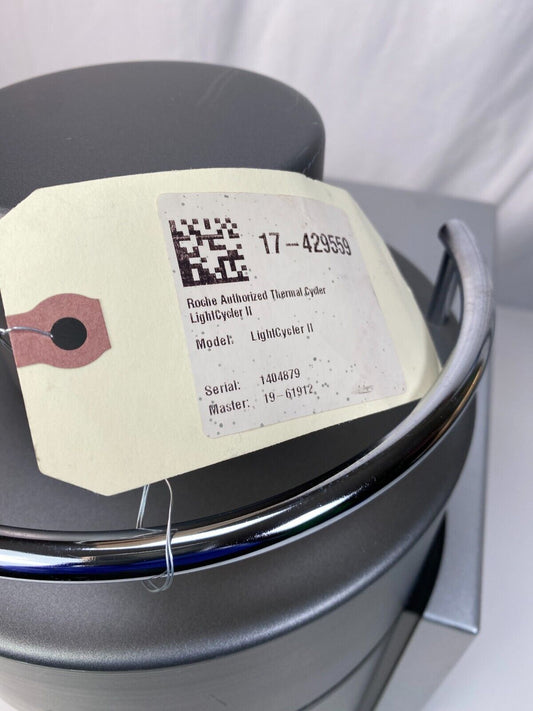 17-429559
Roche Authorized Thermal Cycler
LightCycler II
Model: LightCycler II
Serial: 1404879
Master: 19-61912